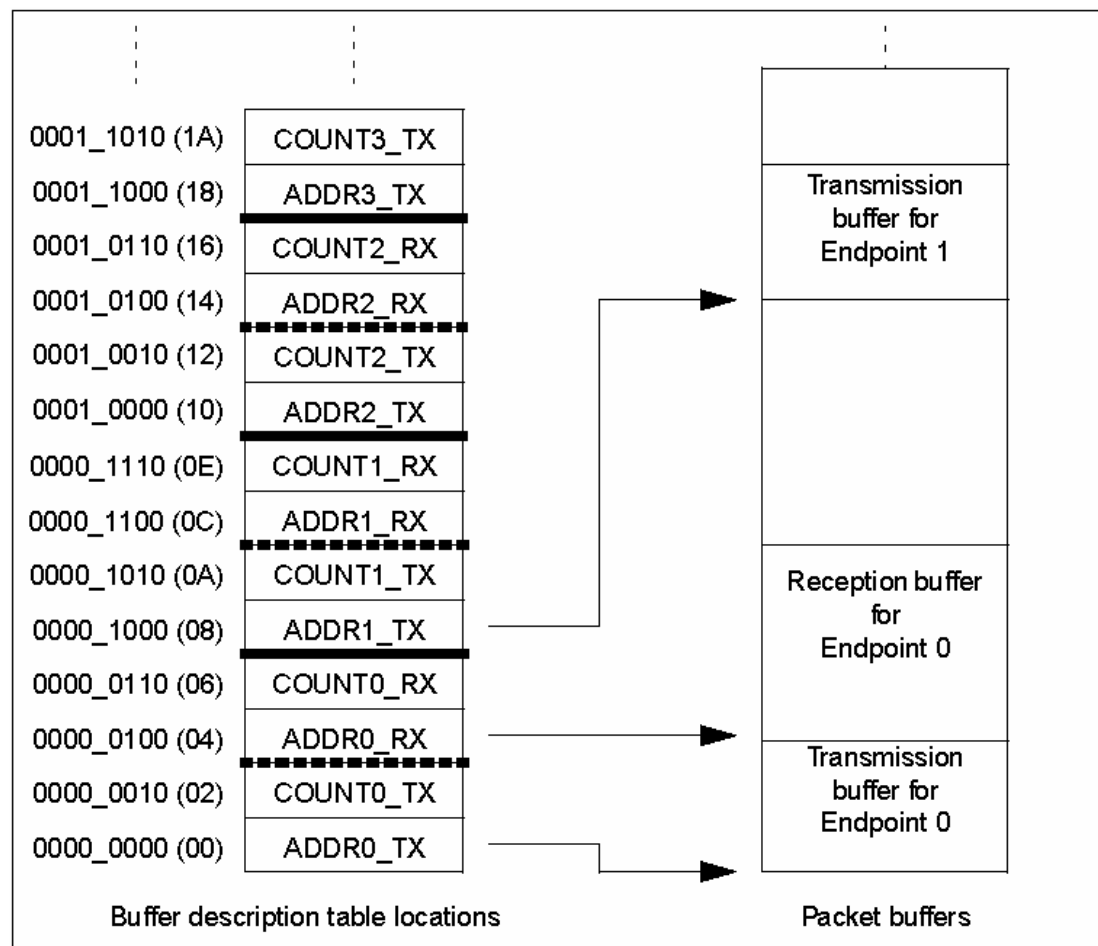 0001_1010 (1A) COUNT3_TX
0001_1000 (18) ADDR3_TX
0001_0110 (16) COUNT2_RX
0001_0100 (14) ADDR2_RX
0001_0010 (12) COUNT2_TX
0001_0000 (10) ADDR2_TX
0000_1110 (0E) COUNT1_RX
0000_1100 (0C) ADDR1_RX
0000_1010 (0A) COUNT1_TX
0000_1000 (08) ADDR1_TX
0000_0110 (06) COUNT0_RX
0000_0100 (04) ADDR0_RX
0000_0010 (02) COUNT0_TX
0000_0000 (00) ADDR0_TX
Buffer description table locations
Transmission
buffer for
Endpoint 1
Reception buffer
for
Endpoint 0
Transmission
buffer for
Endpoint 0
Packet buffers